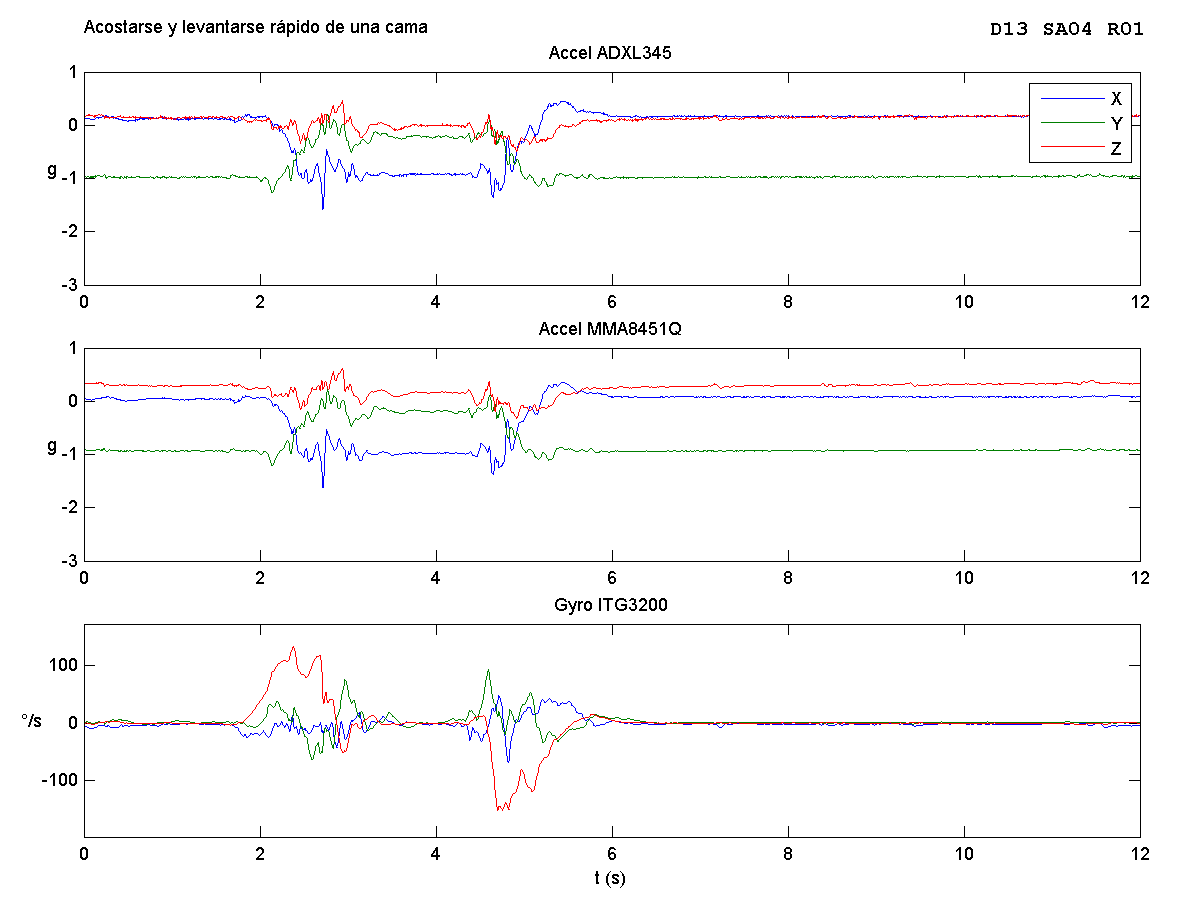 Acostarse y levantarse rápido de una cama
D13 SA04 R01
Accel ADXL345
1
0
-1
-2
-3
g
X
Y
Z
0 2 4 6 8 10 12
Accel MMA8451Q
1
0
-1
-2
-3
g
0 2 4 6 8 10 12
Gyro ITG3200
100
0
-100
°/s
0 2 4 6 8 10 12
t (s)